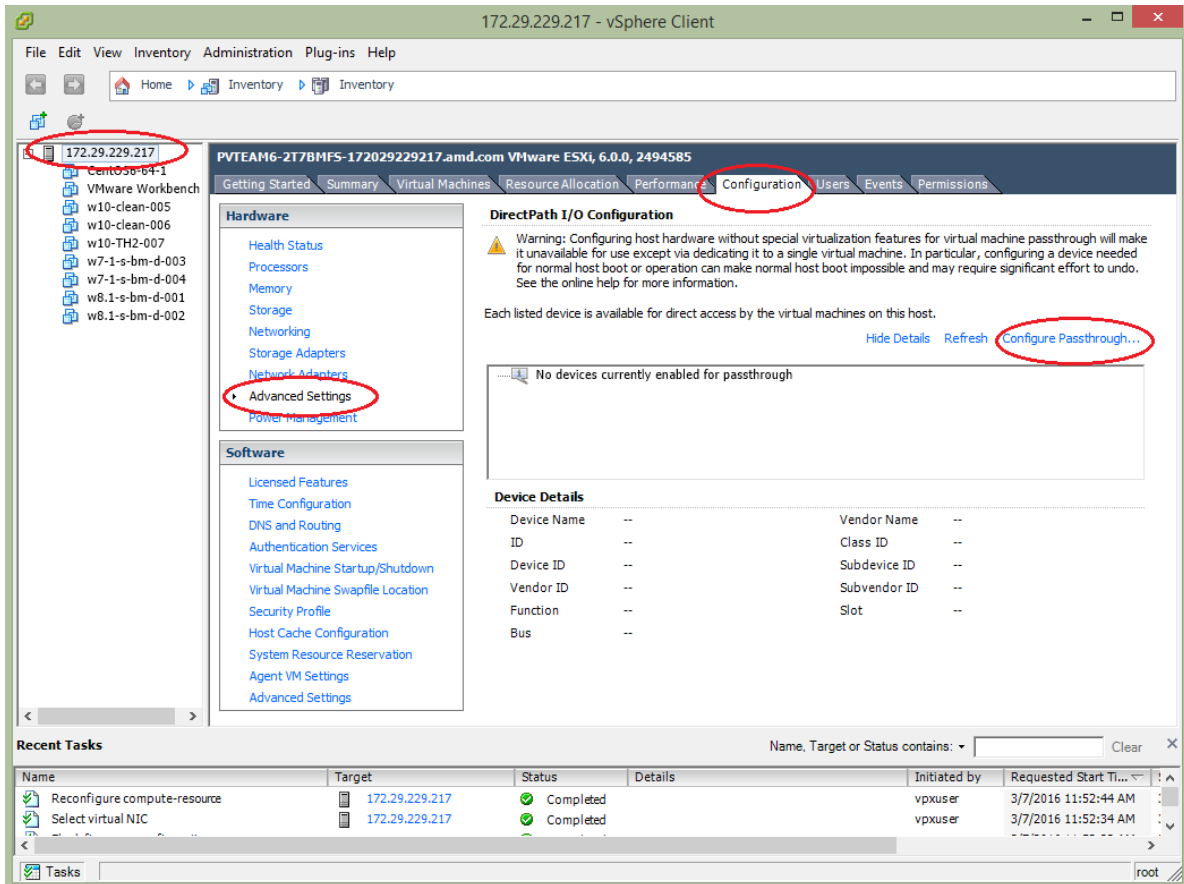 172.29.229.217 - vSphere Client
File Edit View Inventory Administration Plug-ins Help
Home Inventory Inventory
172.29.229.217
CentOS6-64-1
VMware Workbench
w10-clean-005
w10-clean-006
w10-TH2-007
w7-1-s-bm-d-003
w7-1-s-bm-d-004
w8.1-s-bm-d-001
w8.1-s-bm-d-002
PVTEAM6-2T7BMFS-172029229217.amd.com VMware ESXi, 6.0.0, 2494585
Getting Started Summary Virtual Machines Resource Allocation Performance Configuration Users Events Permissions
Hardware
Health Status
Processors
Memory
Storage
Networking
Storage Adapters
Network Adapters
Advanced Settings
Power Management
Software
Licensed Features
Time Configuration
DNS and Routing
Authentication Services
Virtual Machine Startup/Shutdown
Virtual Machine Swapfile Location
Security Profile
Host Cache Configuration
System Resource Reservation
Agent VM Settings
Advanced Settings
DirectPath I/O Configuration
Warning: Configuring host hardware without special virtualization features for virtual machine passthrough will make
it unavailable for use except via dedicating it to a single virtual machine. In particular, configuring a device needed
for normal host boot or operation can make normal host boot impossible and may require significant effort to undo.
See the online help for more information.
Each listed device is available for direct access by the virtual machines on this host.
Hide Details Refresh Configure Passthrough...
No devices currently enabled for passthrough
Device Details
Device Name -- Vendor Name --
ID -- Class ID --
Device ID -- Subdevice ID --
Vendor ID -- Subvendor ID --
Function -- Slot --
Bus --
Recent Tasks
Name, Target or Status contains: Clear
Name Target Status Details Initiated by Requested Start Ti...
Reconfigure compute-resource 172.29.229.217 Completed vpxuser 3/7/2016 11:52:44 AM
Select virtual NIC 172.29.229.217 Completed vpxuser 3/7/2016 11:52:34 AM
Tasks root